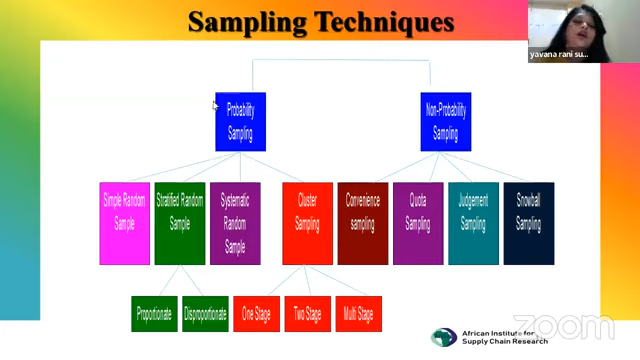 Sampling Techniques
yavana rani su...
Probability
Sampling
Non-Probability
Sampling
Simple Random
Sample
Stratified Random
Sample
Systematic
Random
Sample
Cluster
Sampling
Convenience
sampling
Quota
Sampling
Judgement
Sampling
Snowball
Sampling
Proportionate
Disproportionate
One Stage
Two Stage
Multi Stage
zoom
African Institute for
Supply Chain Research